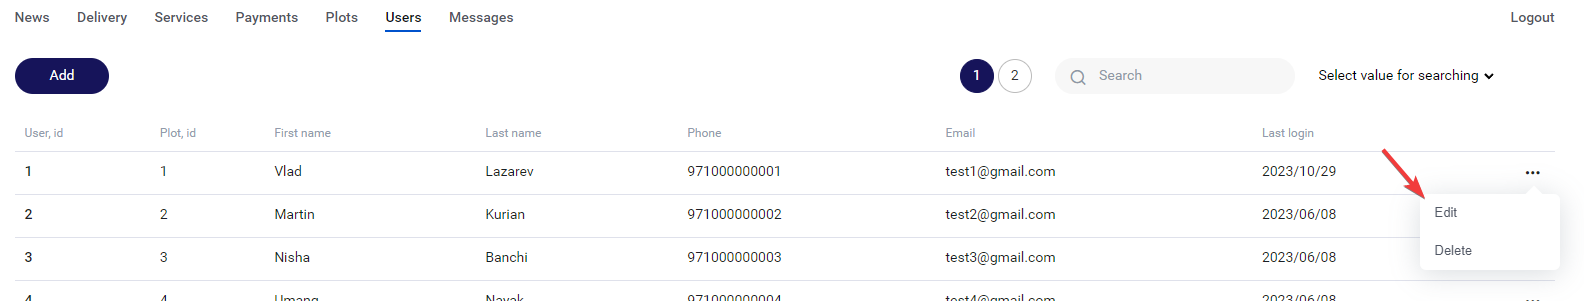 News Delivery Services Payments Plots Users Messages Logout
Add 1 2 Search Select value for searching
User, id Plot, id First name Last name Phone Email Last login
1 1 Vlad Lazarev 971000000001 test1@gmail.com 2023/10/29 •••
2 2 Martin Kurian 971000000002 test2@gmail.com 2023/06/08
Edit
3 3 Nisha Banchi 971000000003 test3@gmail.com 2023/06/08
Delete
4 4 Umang Nayak 971000000004 test4@gmail.com 2023/06/08